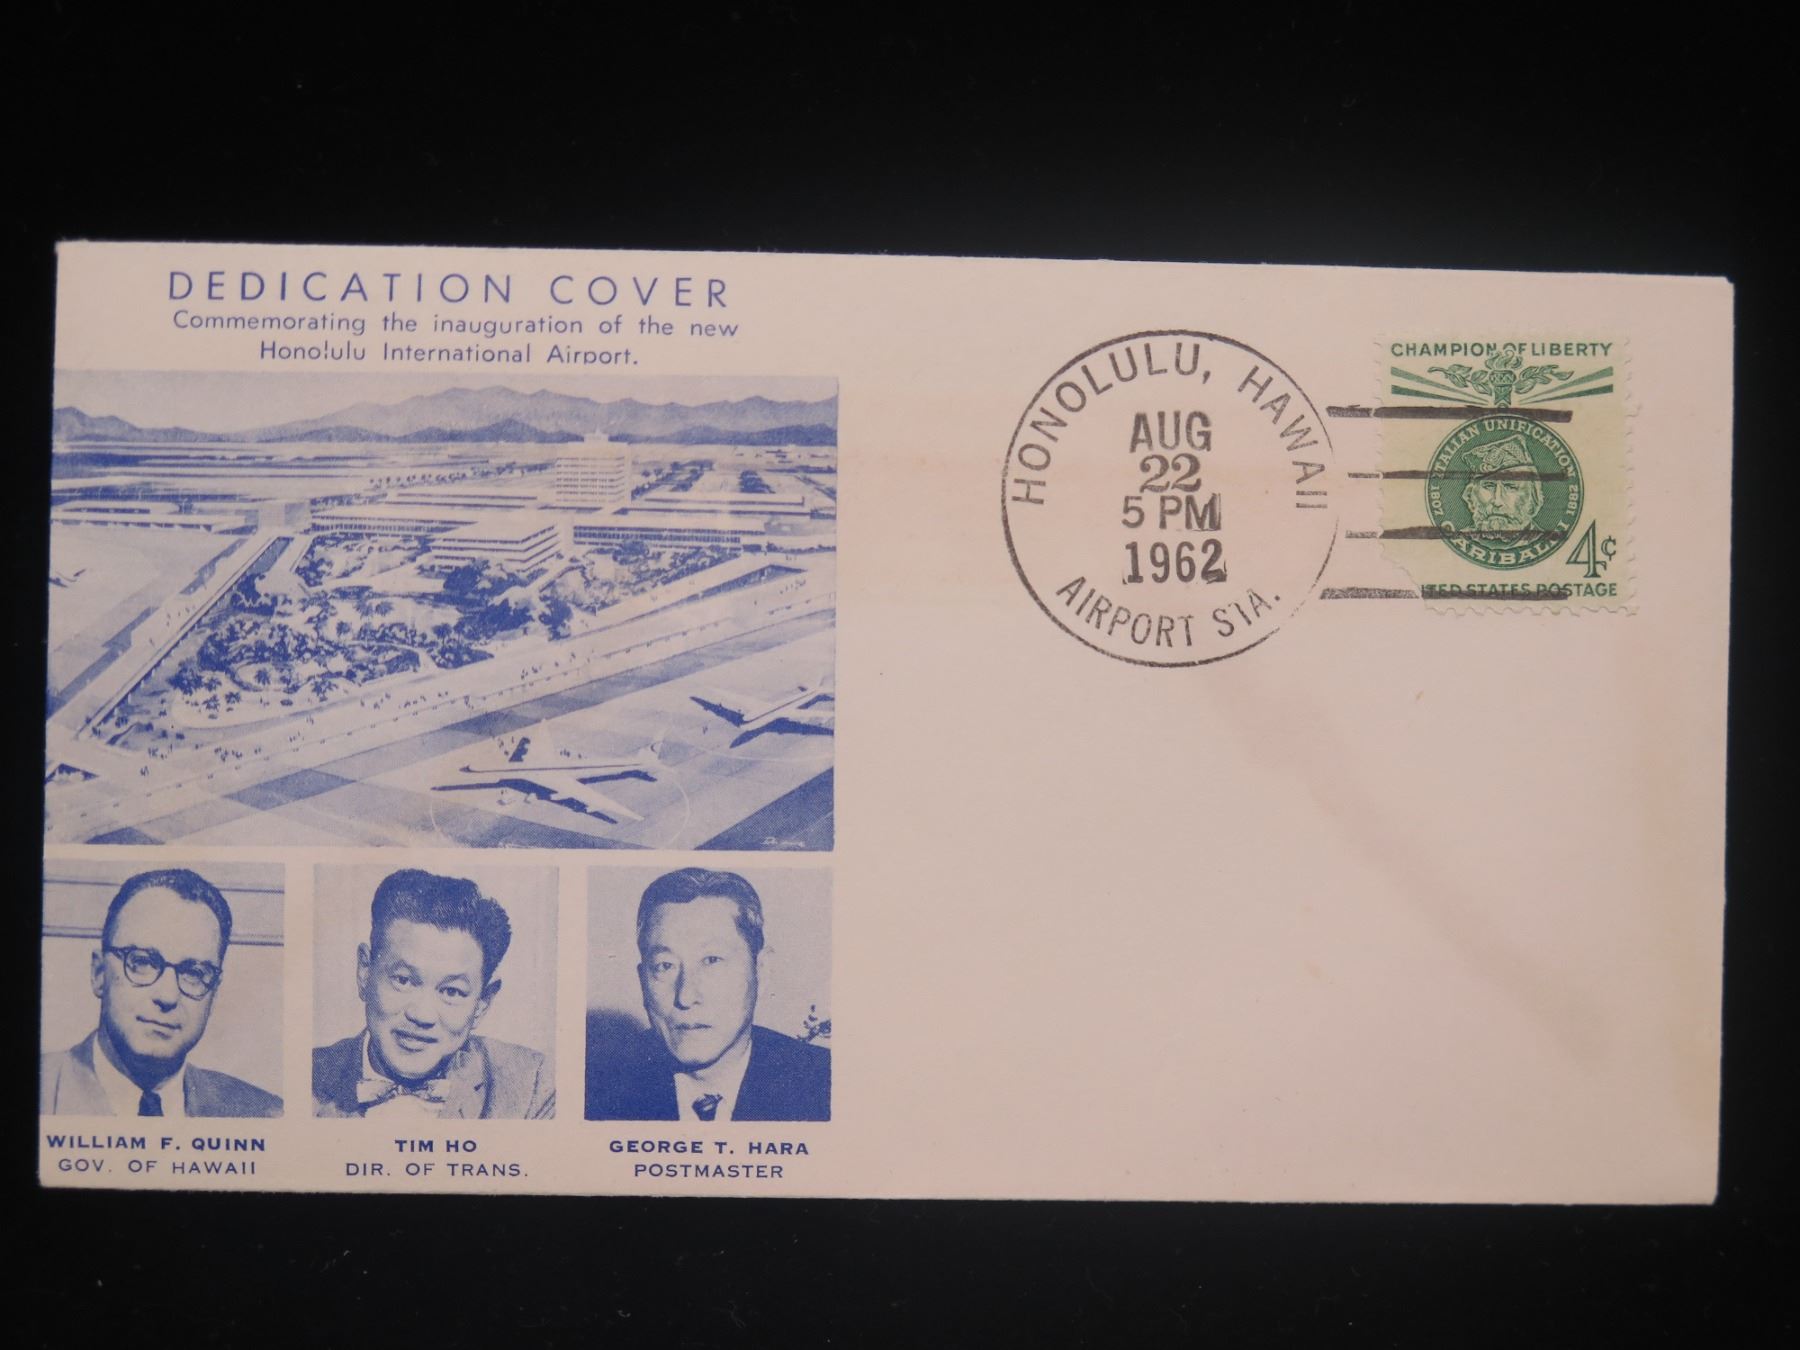 DEDICATION COVER
Commemorating the inauguration of the new
Honolulu International Airport.
WILLIAM F. QUINN
GOV. OF HAWAII
TIM HO
DIR. OF TRANS.
GEORGE T. HARA
POSTMASTER
HONOLULU, HAWAII
AUG
22
5 PM
1962
AIRPORT STA.
CHAMPION OF LIBERTY
1807 ITALIAN UNIFICATION 1882
GARIBALDI
4¢
TED STATES POSTAGE